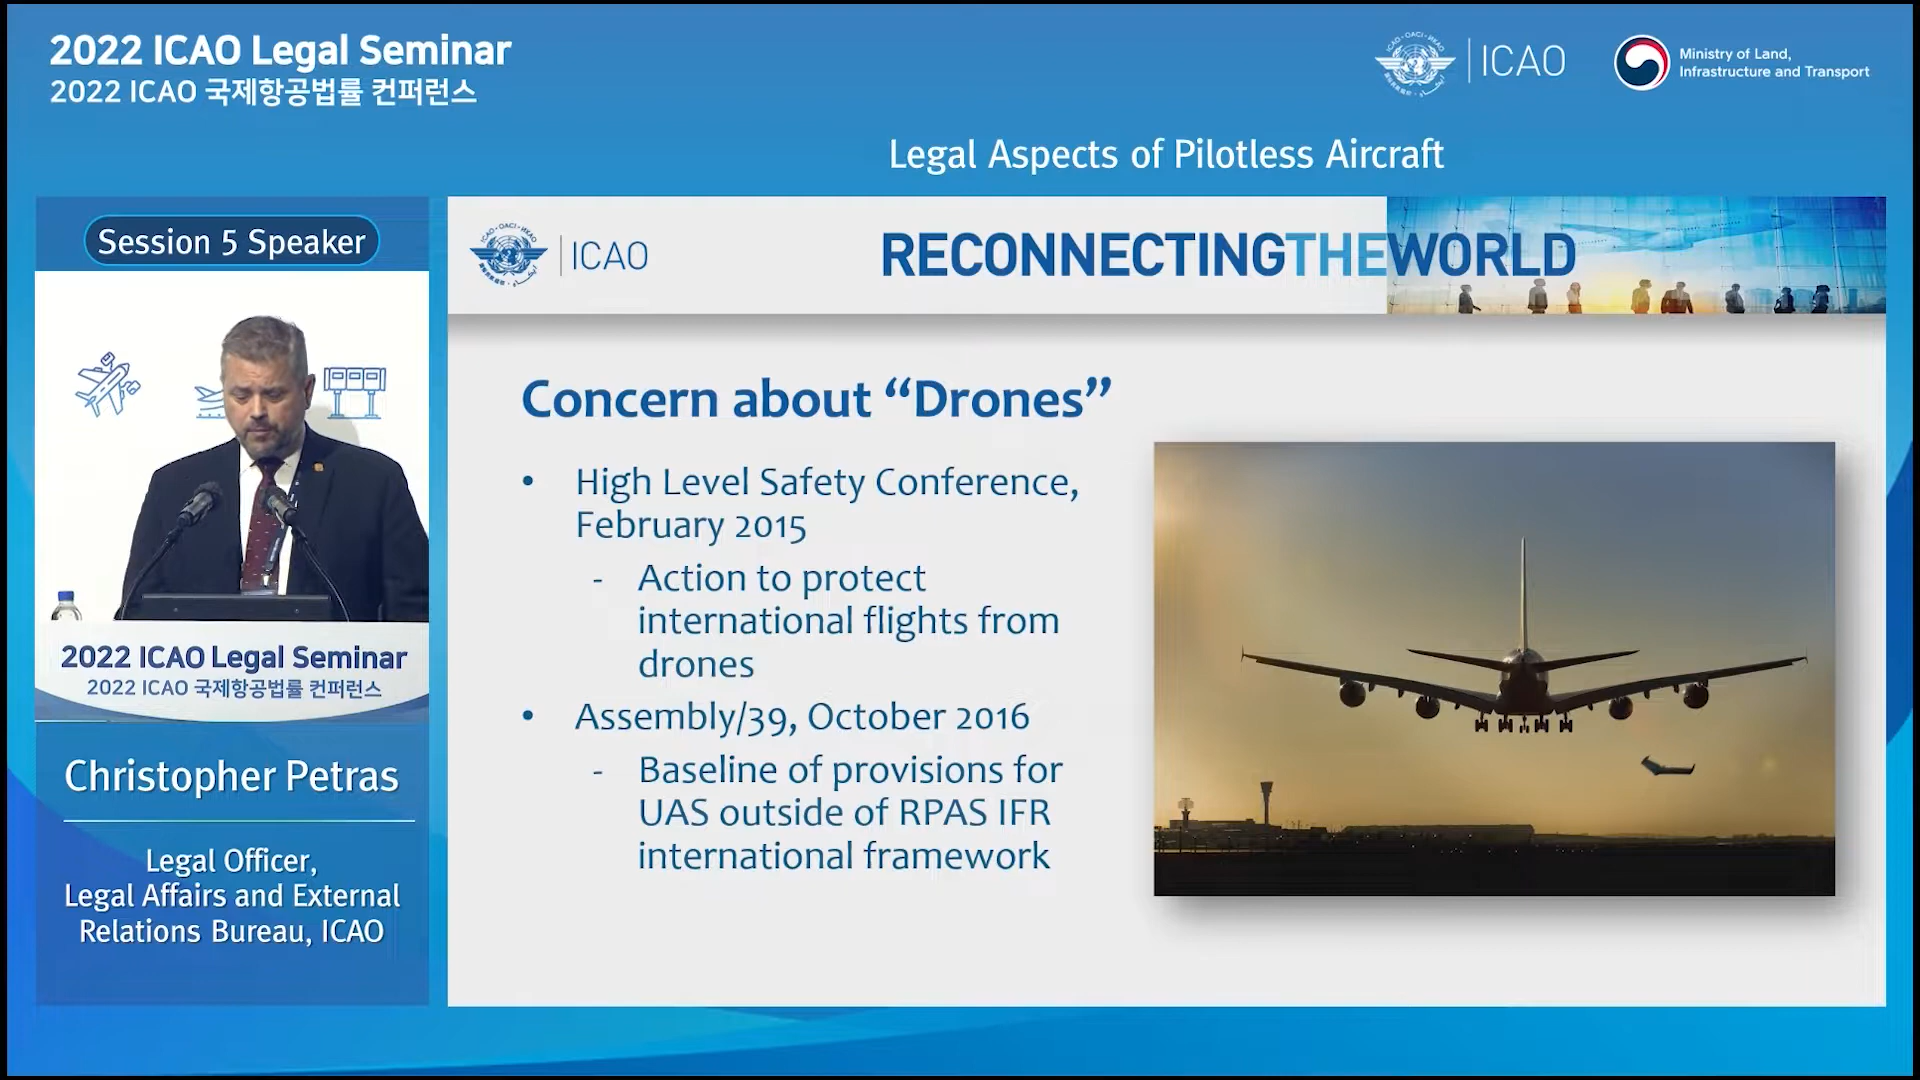 2022 ICAO Legal Seminar
2022 ICAO 국제항공법률 컨퍼런스
ICAO
Ministry of Land,
Infrastructure and Transport
Legal Aspects of Pilotless Aircraft
Session 5 Speaker
2022 ICAO Legal Seminar
2022 ICAO 국제항공법률 컨퍼런스
Christopher Petras
Legal Officer,
Legal Affairs and External
Relations Bureau, ICAO
ICAO
RECONNECTINGTHEWORLD
Concern about “Drones”
• High Level Safety Conference,
February 2015
- Action to protect
international flights from
drones
• Assembly/39, October 2016
- Baseline of provisions for
UAS outside of RPAS IFR
international framework